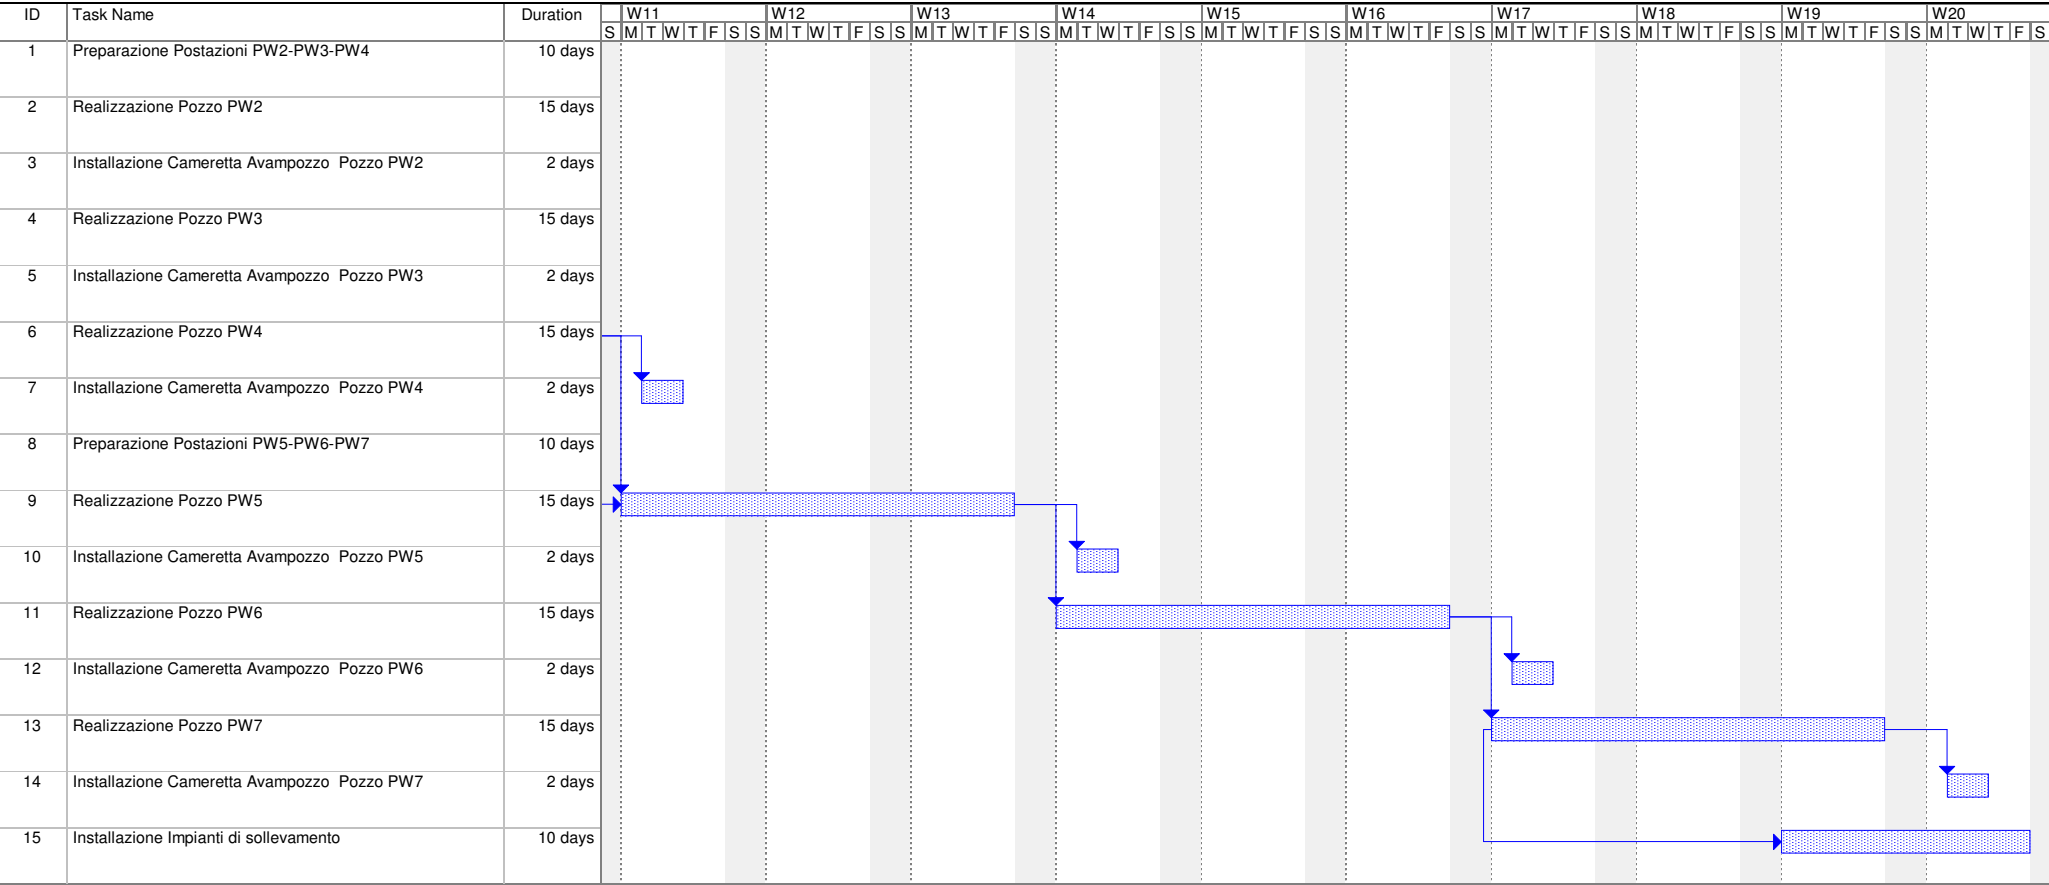 ID Task Name Duration W11 W12 W13 W14 W15 W16 W17 W18 W19 W20
S M T W T F S S M T W T F S S M T W T F S S M T W T F S S M T W T F S S M T W T F S S M T W T F S S M T W T F S S M T W T F S S M T W T F S
1 Preparazione Postazioni PW2-PW3-PW4 10 days
2 Realizzazione Pozzo PW2 15 days
3 Installazione Cameretta Avampozzo Pozzo PW2 2 days
4 Realizzazione Pozzo PW3 15 days
5 Installazione Cameretta Avampozzo Pozzo PW3 2 days
6 Realizzazione Pozzo PW4 15 days
7 Installazione Cameretta Avampozzo Pozzo PW4 2 days
8 Preparazione Postazioni PW5-PW6-PW7 10 days
9 Realizzazione Pozzo PW5 15 days
10 Installazione Cameretta Avampozzo Pozzo PW5 2 days
11 Realizzazione Pozzo PW6 15 days
12 Installazione Cameretta Avampozzo Pozzo PW6 2 days
13 Realizzazione Pozzo PW7 15 days
14 Installazione Cameretta Avampozzo Pozzo PW7 2 days
15 Installazione Impianti di sollevamento 10 days